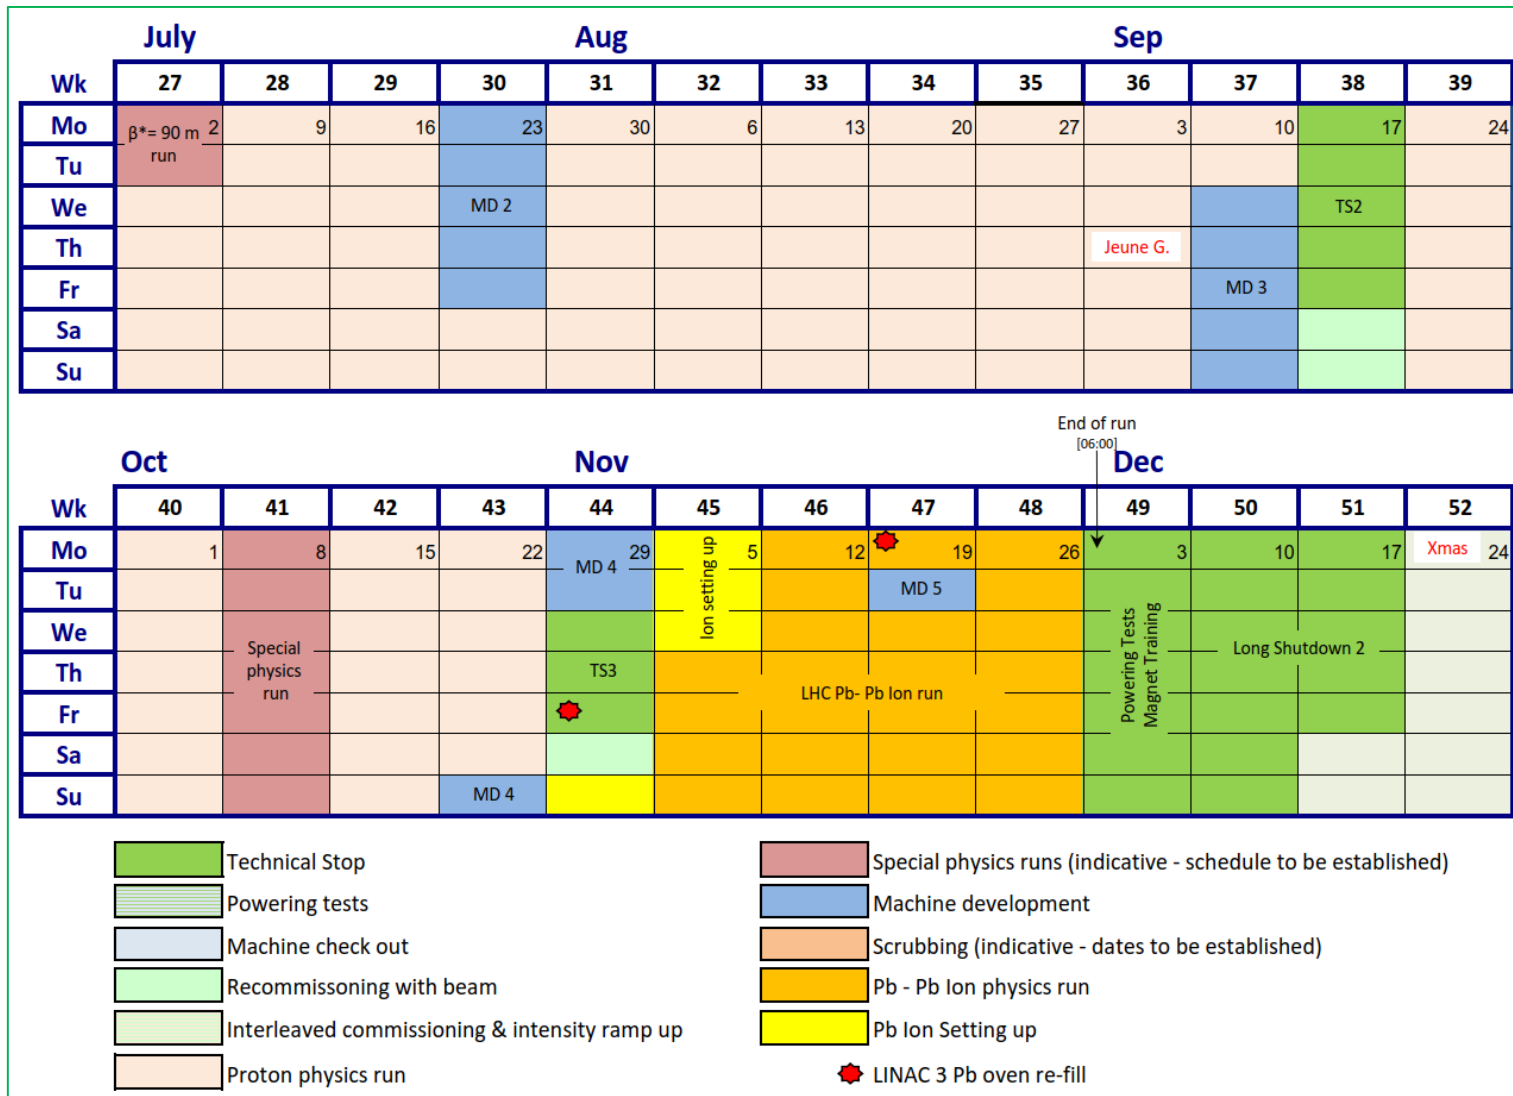 July Aug Sep
Wk 27 28 29 30 31 32 33 34 35 36 37 38 39
Mo β*= 90 m 2 9 16 23 30 6 13 20 27 3 10 17 24
run
Tu
We MD 2 TS2
Th Jeune G.
Fr MD 3
Sa
Su
End of run
[06:00]
Oct Nov Dec
Wk 40 41 42 43 44 45 46 47 48 49 50 51 52
Mo 1 8 15 22 29 5 12 19 26 3 10 17 Xmas 24
MD 4
Ion setting up
Tu MD 5
We Special Long Shutdown 2
physics
Th TS3
run LHC Pb- Pb Ion run
Powering Tests
Magnet Training
Fr
Sa
Su MD 4
Technical Stop
Powering tests
Machine check out
Recommissoning with beam
Interleaved commissioning & intensity ramp up
Proton physics run
Special physics runs (indicative - schedule to be established)
Machine development
Scrubbing (indicative - dates to be established)
Pb - Pb Ion physics run
Pb Ion Setting up
LINAC 3 Pb oven re-fill